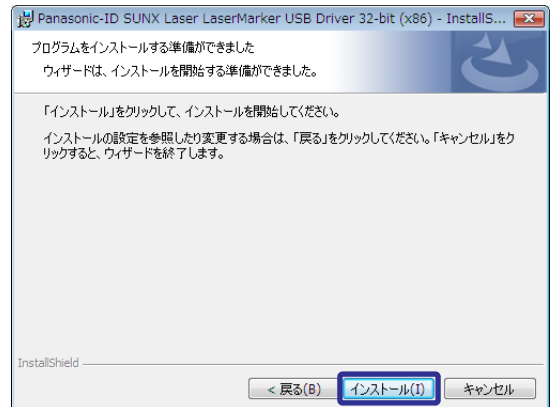 Panasonic-ID SUNX Laser LaserMarker USB Driver 32-bit (x86) - InstallS...
プログラムをインストールする準備ができました
ウィザードは、インストールを開始する準備ができました。
「インストール」をクリックして、インストールを開始してください。
インストールの設定を参照したり変更する場合は、「戻る」をクリックしてください。「キャンセル」をク
リックすると、ウィザードを終了します。
InstallShield
< 戻る(B) インストール(I) キャンセル